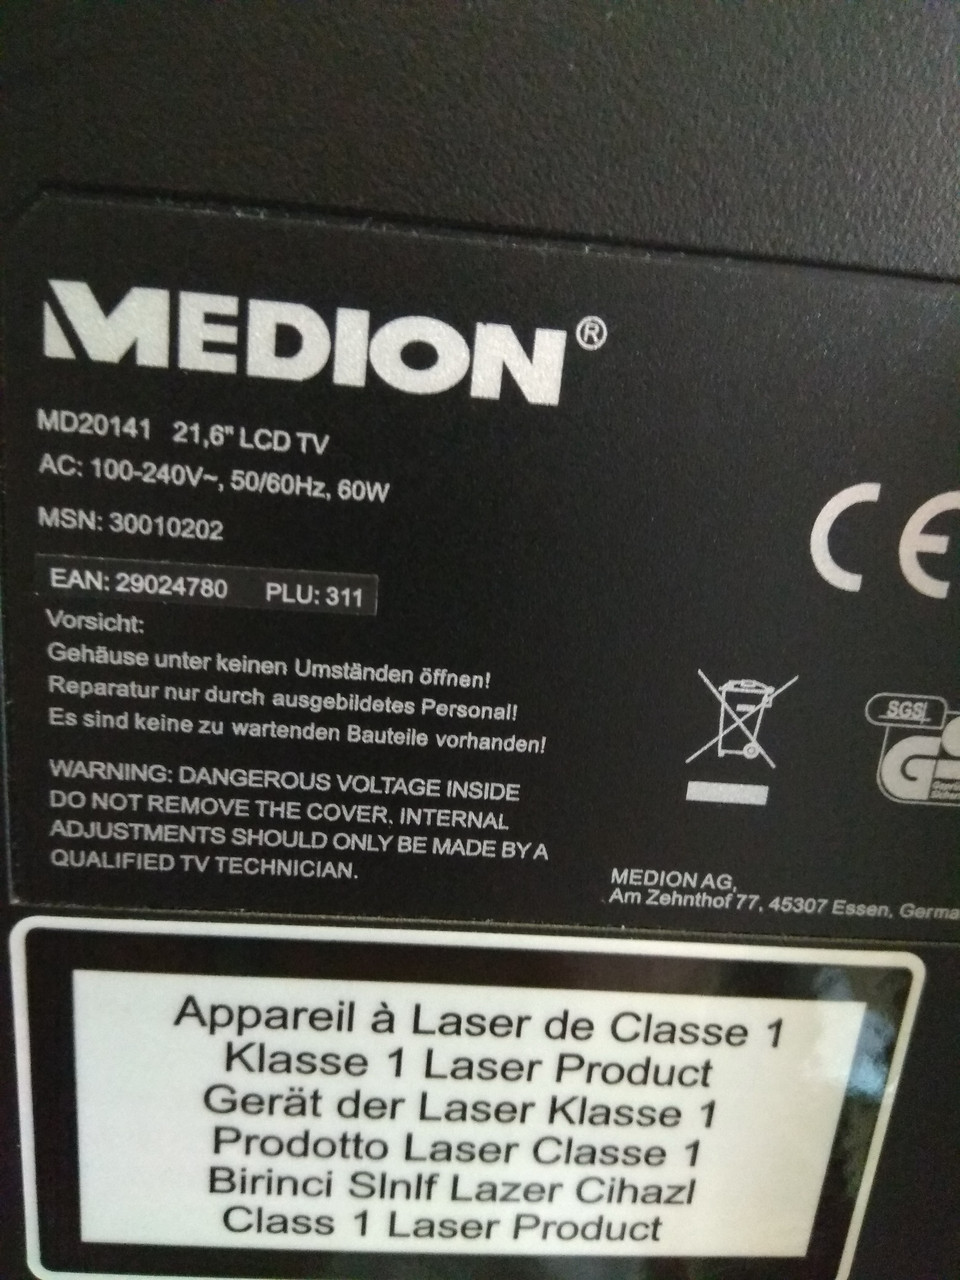 MEDION®
MD20141 21,6" LCD TV
AC: 100-240V~, 50/60Hz, 60W
MSN: 30010202
EAN: 29024780 PLU: 311
Vorsicht:
Gehäuse unter keinen Umständen öffnen!
Reparatur nur durch ausgebildetes Personal!
Es sind keine zu wartenden Bauteile vorhanden!
WARNING: DANGEROUS VOLTAGE INSIDE
DO NOT REMOVE THE COVER, INTERNAL
ADJUSTMENTS SHOULD ONLY BE MADE BY A
QUALIFIED TV TECHNICIAN.
CE
SGS
MEDION AG,
Am Zehnthof 77, 45307 Essen, Germa
Appareil à Laser de Classe 1
Klasse 1 Laser Product
Gerät der Laser Klasse 1
Prodotto Laser Classe 1
Birinci SInIf Lazer CihazI
Class 1 Laser Product